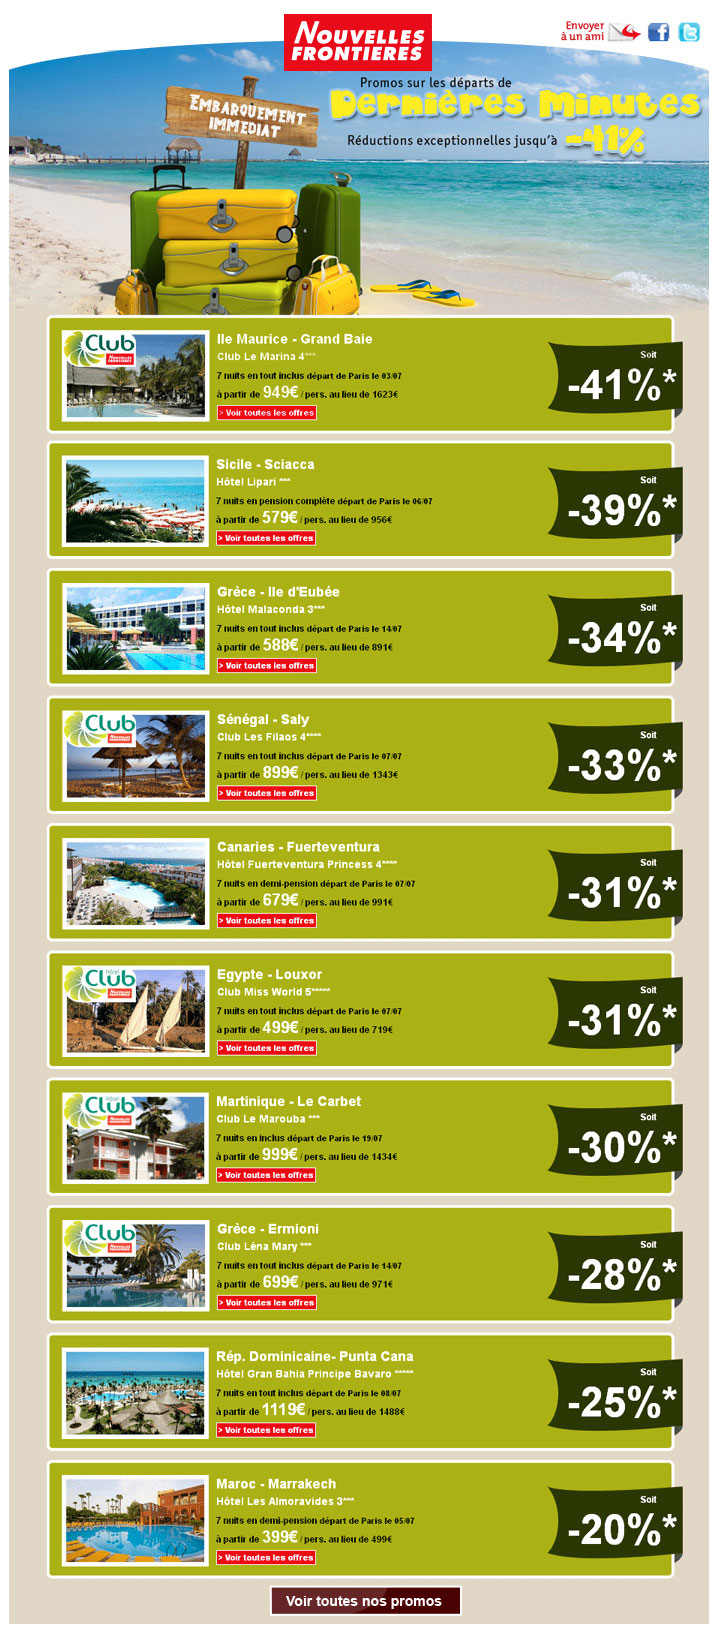 NOUVELLES
FRONTIERES
Envoyer
à un ami
Promos sur les départs de
Dernières Minutes
Réductions exceptionnelles jusqu'à -41%
EMBARQUEMENT
IMMEDIAT
Club
NOUVELLES FRONTIERES
Ile Maurice - Grand Baie
Club Le Marina 4***
7 nuits en tout inclus départ de Paris le 03/07
à partir de 949€ / pers. au lieu de 1623€
> Voir toutes les offres
Soit
-41%*
Sicile - Sciacca
Hôtel Lipari ***
7 nuits en pension complète départ de Paris le 06/07
à partir de 579€ / pers. au lieu de 956€
> Voir toutes les offres
Soit
-39%*
Grèce - Ile d'Eubée
Hôtel Malaconda 3***
7 nuits en tout inclus départ de Paris le 14/07
à partir de 588€ / pers. au lieu de 891€
> Voir toutes les offres
Soit
-34%*
Club
Sénégal - Saly
Club Les Filaos 4****
7 nuits en tout inclus départ de Paris le 07/07
à partir de 899€ / pers. au lieu de 1343€
> Voir toutes les offres
Soit
-33%*
Canaries - Fuerteventura
Hôtel Fuerteventura Princess 4****
7 nuits en demi-pension départ de Paris le 07/07
à partir de 679€ / pers. au lieu de 991€
> Voir toutes les offres
Soit
-31%*
Hôtel
Club
Egypte - Louxor
Club Miss World 5*****
7 nuits en tout inclus départ de Paris le 07/07
à partir de 499€ / pers. au lieu de 719€
> Voir toutes les offres
Soit
-31%*
Hôtel
Club
Martinique - Le Carbet
Club Le Marouba ***
7 nuits en inclus départ de Paris le 19/07
à partir de 999€ / pers. au lieu de 1434€
> Voir toutes les offres
Soit
-30%*
Club
Grèce - Ermioni
Club Léna Mary ***
7 nuits en tout inclus départ de Paris le 14/07
à partir de 699€ / pers. au lieu de 971€
> Voir toutes les offres
Soit
-28%*
Rép. Dominicaine- Punta Cana
Hôtel Gran Bahia Principe Bavaro *****
7 nuits en tout inclus départ de Paris le 08/07
à partir de 1119€ / pers. au lieu de 1488€
> Voir toutes les offres
Soit
-25%*
Maroc - Marrakech
Hôtel Les Almoravides 3***
7 nuits en demi-pension départ de Paris le 05/07
à partir de 399€ / pers. au lieu de 499€
> Voir toutes les offres
Soit
-20%*
Voir toutes nos promos